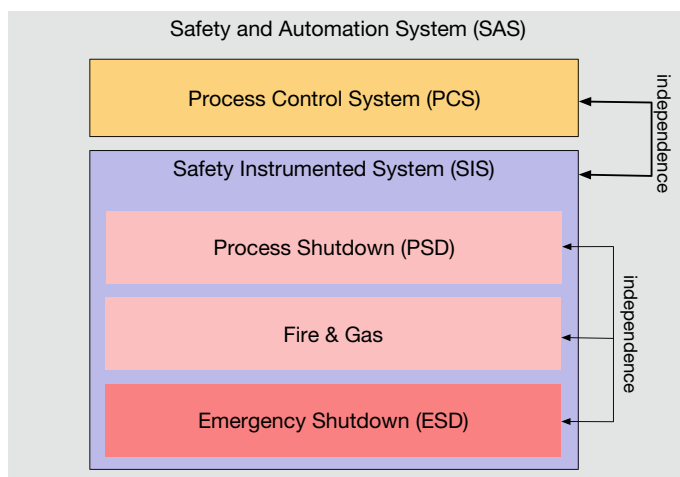 Safety and Automation System (SAS)
Process Control System (PCS)
independence
Safety Instrumented System (SIS)
Process Shutdown (PSD)
Fire & Gas
independence
Emergency Shutdown (ESD)